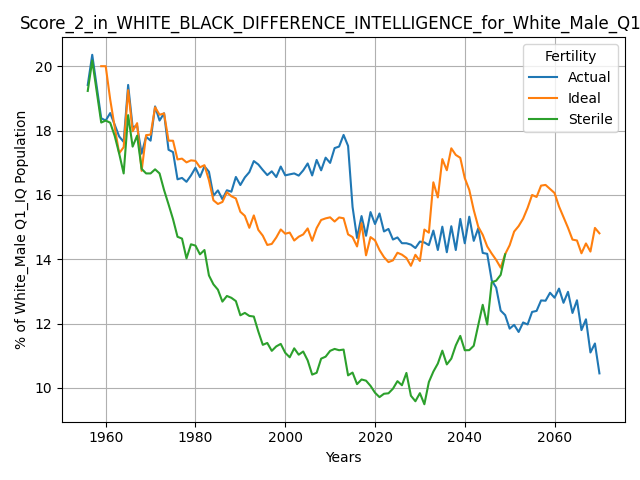 Score_2_in_WHITE_BLACK_DIFFERENCE_INTELLIGENCE_for_White_Male_Q1
Fertility
Actual
Ideal
Sterile
% of White_Male Q1_IQ Population
20
18
16
14
12
10
1960 1980 2000 2020 2040 2060
Years